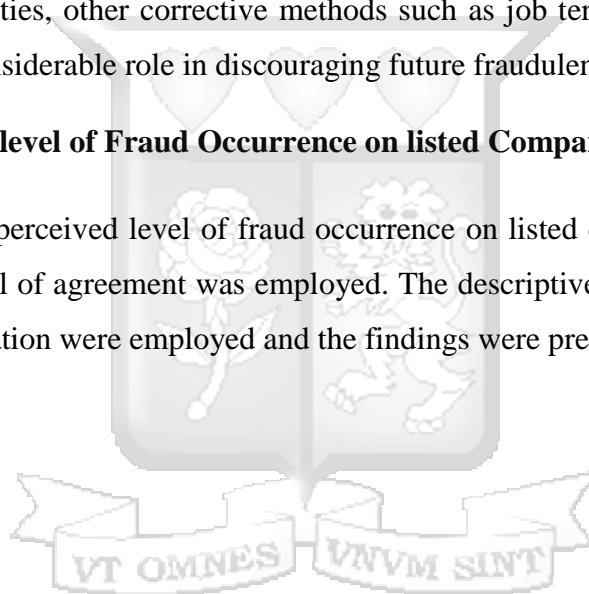 ties, other corrective methods such as job ter
nsiderable role in discouraging future fraudulen
level of Fraud Occurrence on listed Compa
perceived level of fraud occurrence on listed
l of agreement was employed. The descriptive
ation were employed and the findings were pre
VT OMNES VNVM SINT